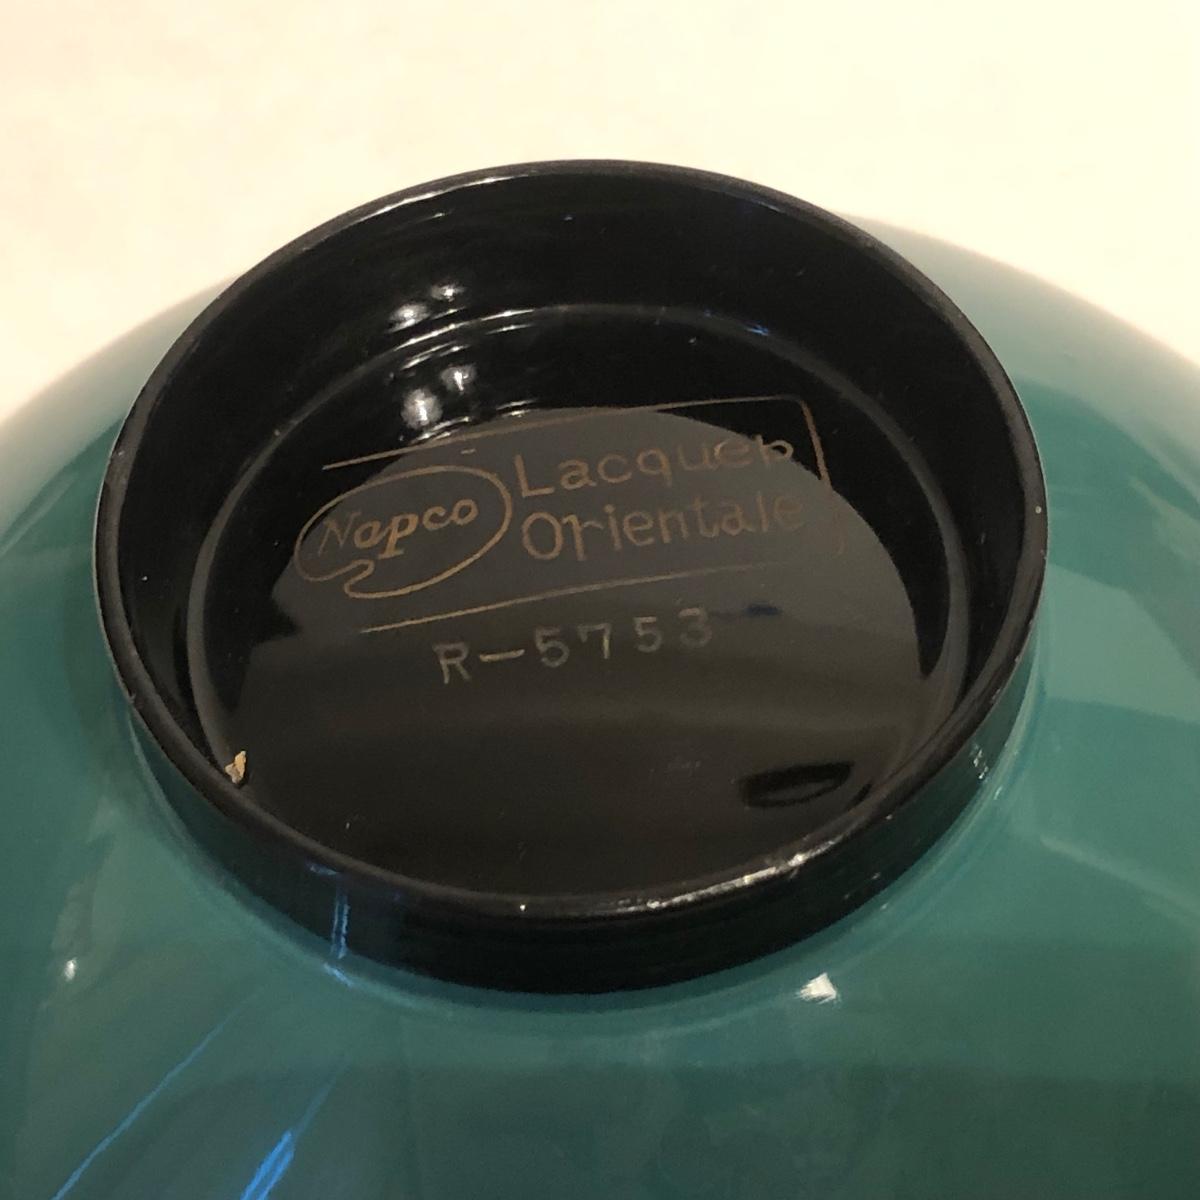 Napco
Lacquer
Orientale
R-5753